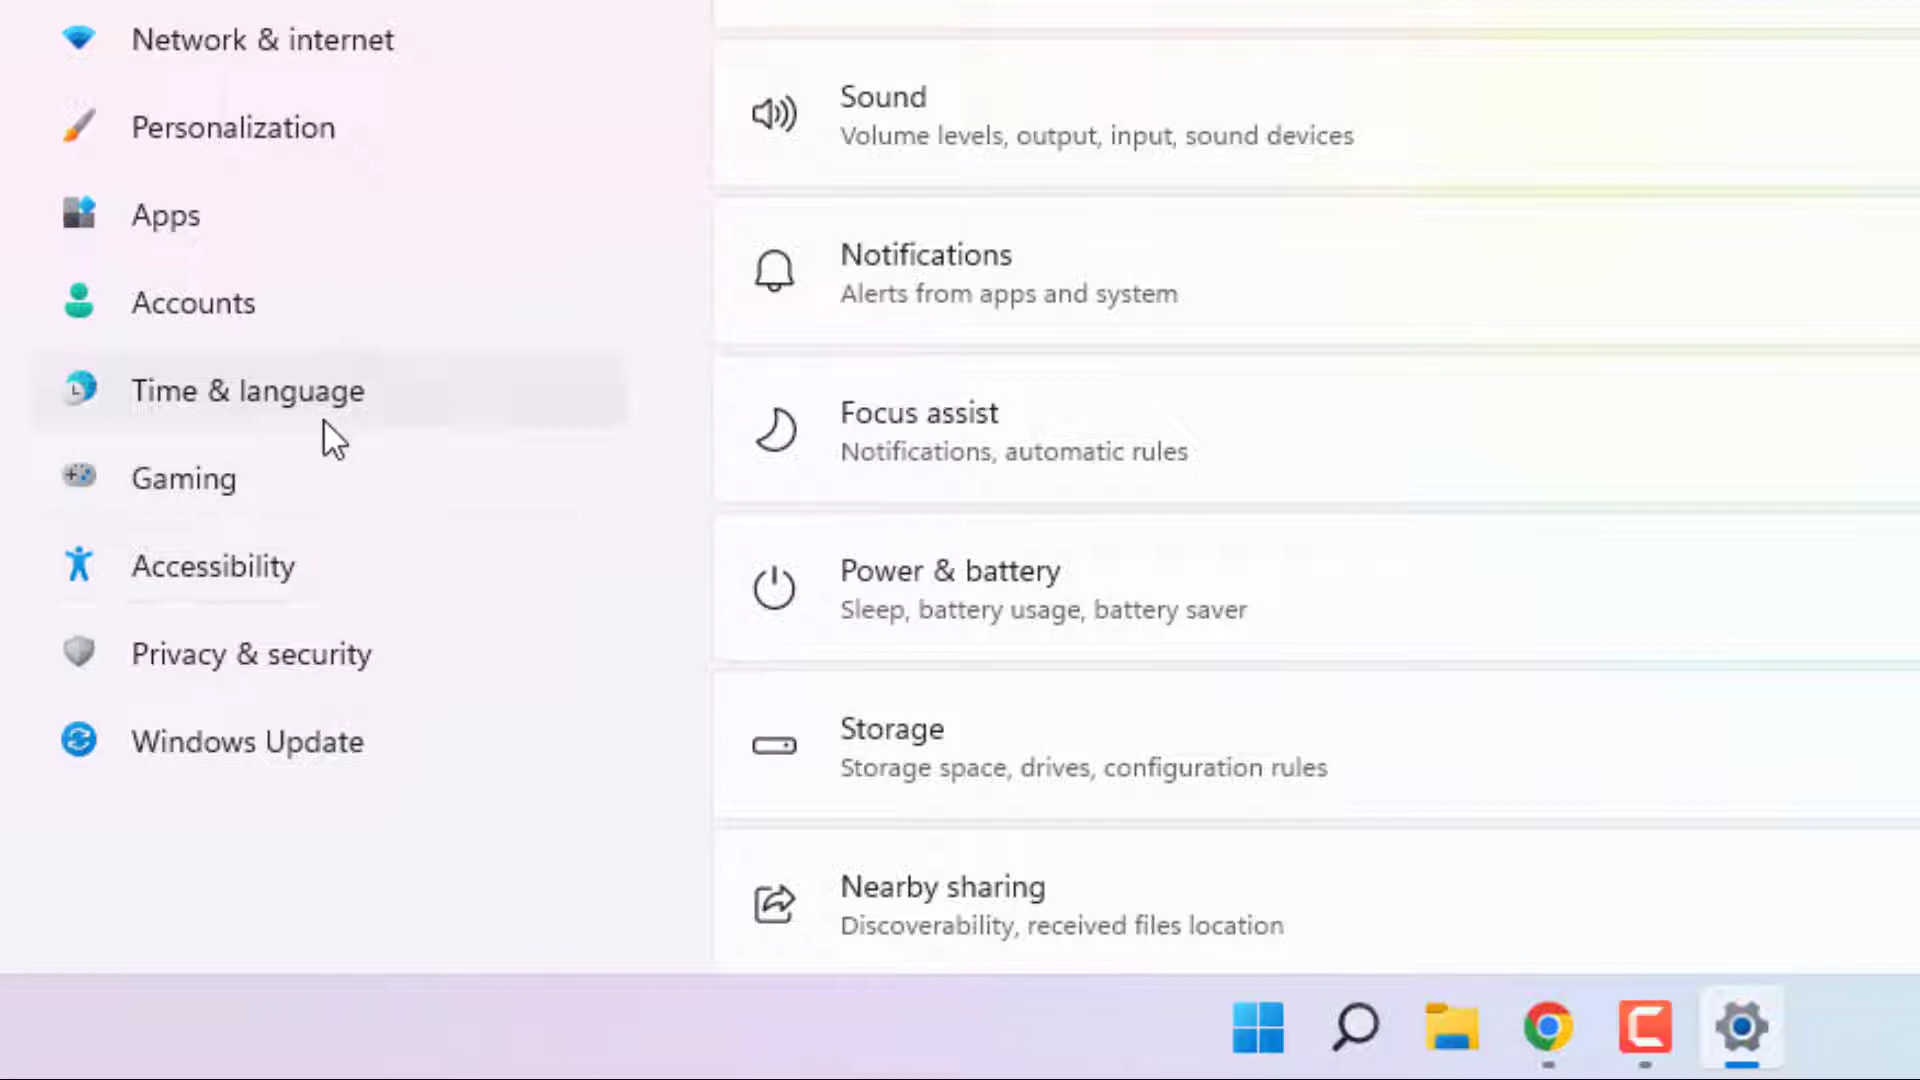 Network & internet
Personalization
Apps
Accounts
Time & language
Gaming
Accessibility
Privacy & security
Windows Update
Sound
Volume levels, output, input, sound devices
Notifications
Alerts from apps and system
Focus assist
Notifications, automatic rules
Power & battery
Sleep, battery usage, battery saver
Storage
Storage space, drives, configuration rules
Nearby sharing
Discoverability, received files location